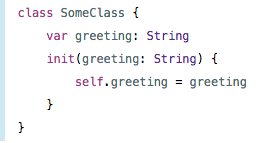 class SomeClass {
    var greeting: String
    init(greeting: String) {
        self.greeting = greeting
    }
}